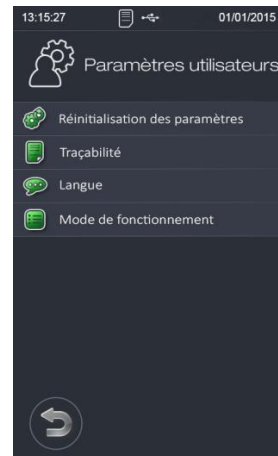 13:15:27 01/01/2015
Paramètres utilisateurs
Réinitialisation des paramètres
Traçabilité
Langue
Mode de fonctionnement